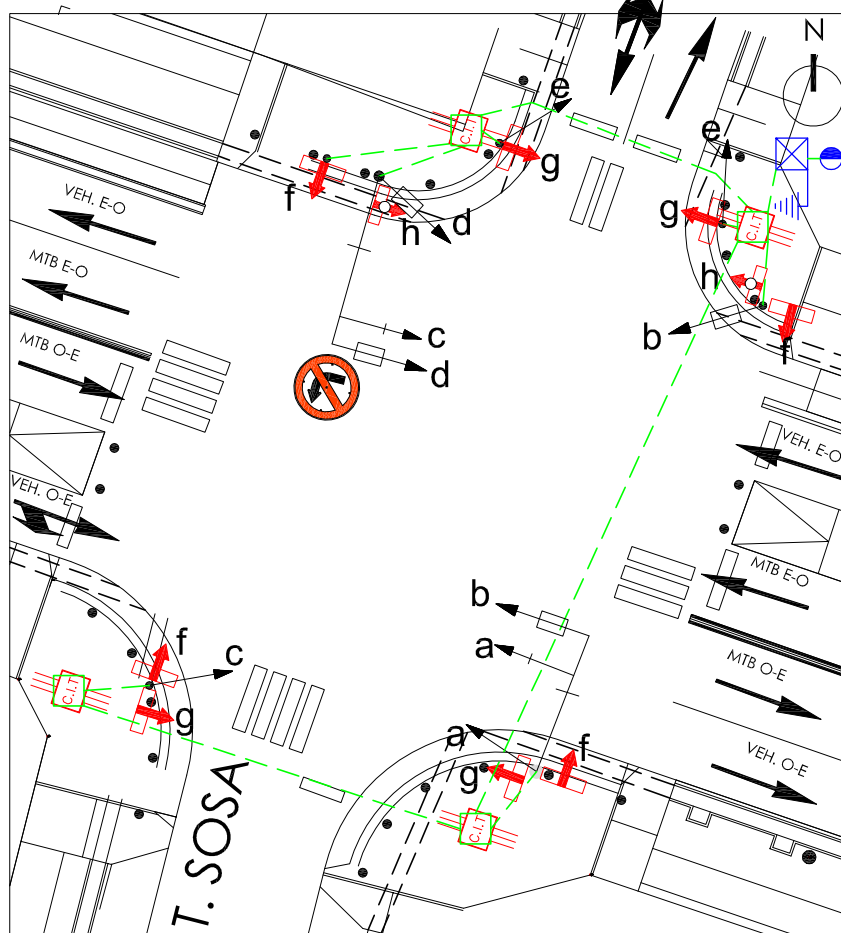 N
e
C.I.T
g
f
h
d
e
g
C.I.T
h
b
f
c
d
VEH. E-O
MTB E-O
MTB O-E
VEH. O-E
VEH. E-O
MTB E-O
MTB O-E
VEH. O-E
b
a
f
c
C.I.T
g
a
f
g
C.I.T
T. SOSA